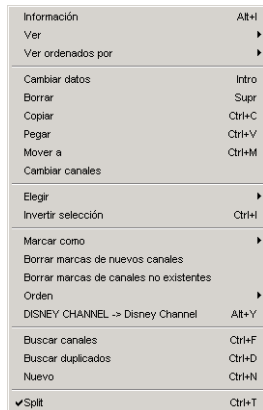 Información Alt+I
Ver
Ver ordenados por
Cambiar datos Intro
Borrar Supr
Copiar Ctrl+C
Pegar Ctrl+V
Mover a Ctrl+M
Cambiar canales
Elegir
Invertir selección Ctrl+I
Marcar como
Borrar marcas de nuevos canales
Borrar marcas de canales no existentes
Orden
DISNEY CHANNEL -> Disney Channel Alt+Y
Buscar canales Ctrl+F
Buscar duplicados Ctrl+D
Nuevo Ctrl+N
Split Ctrl+T